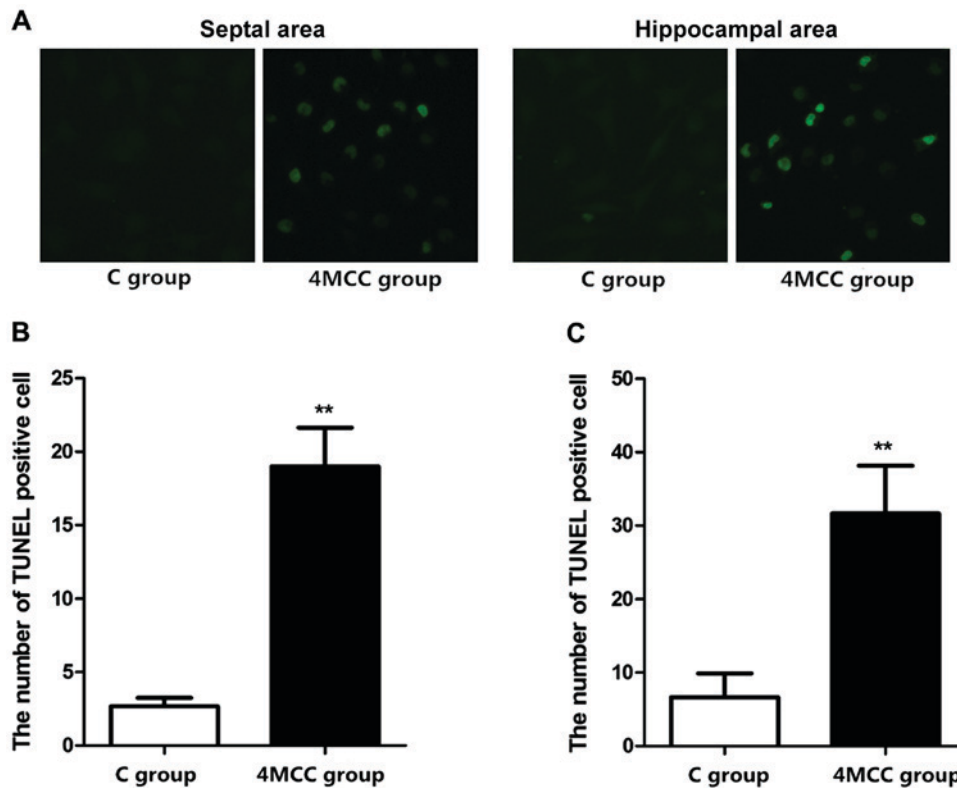 A
Septal area
Hippocampal area
C group
4MCC group
C group
4MCC group
B
The number of TUNEL positive cell
25
20
15
10
5
0
**
C group
4MCC group
C
The number of TUNEL positive cell
50
40
30
20
10
0
**
C group
4MCC group